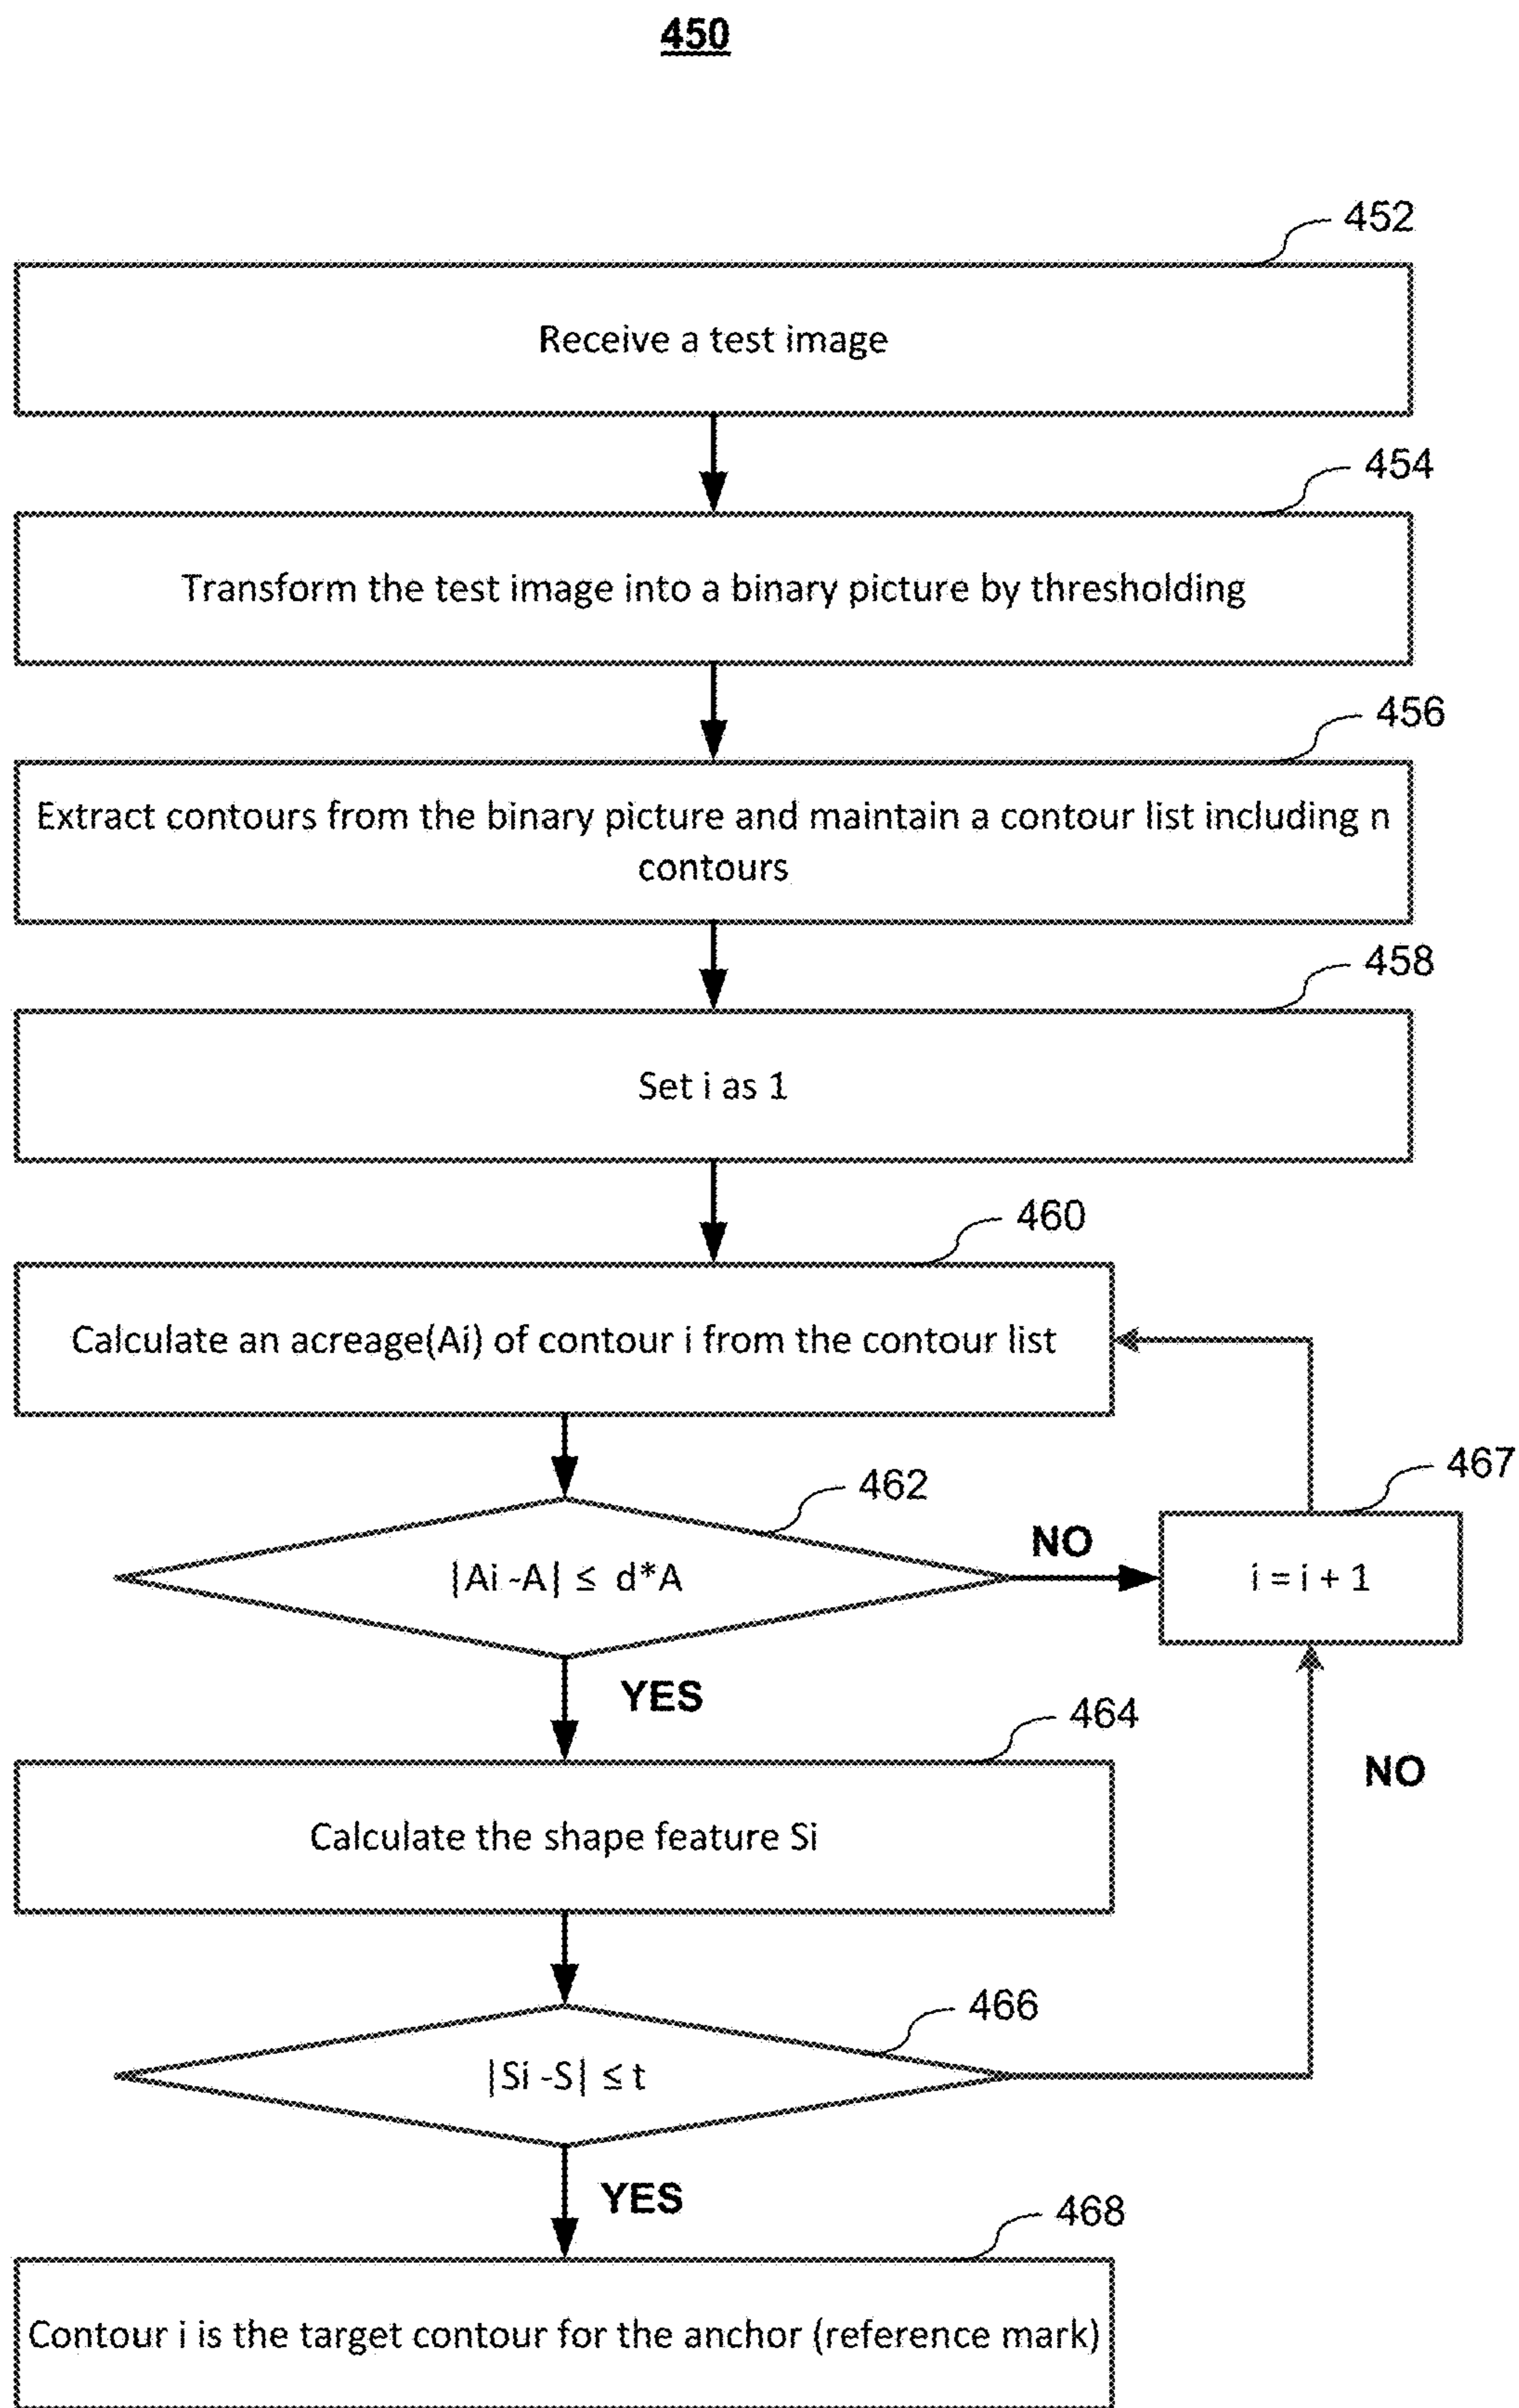 450
452
Receive a test image
454
Transform the test image into a binary picture by thresholding
456
Extract contours from the binary picture and maintain a contour list including n
contours
458
Set i as 1
460
Calculate an acreage(Ai) of contour i from the contour list
462
|Ai -A| ≤ d*A
NO
467
i = i + 1
YES
464
Calculate the shape feature Si
NO
466
|Si -S| ≤ t
YES
468
Contour i is the target contour for the anchor (reference mark)